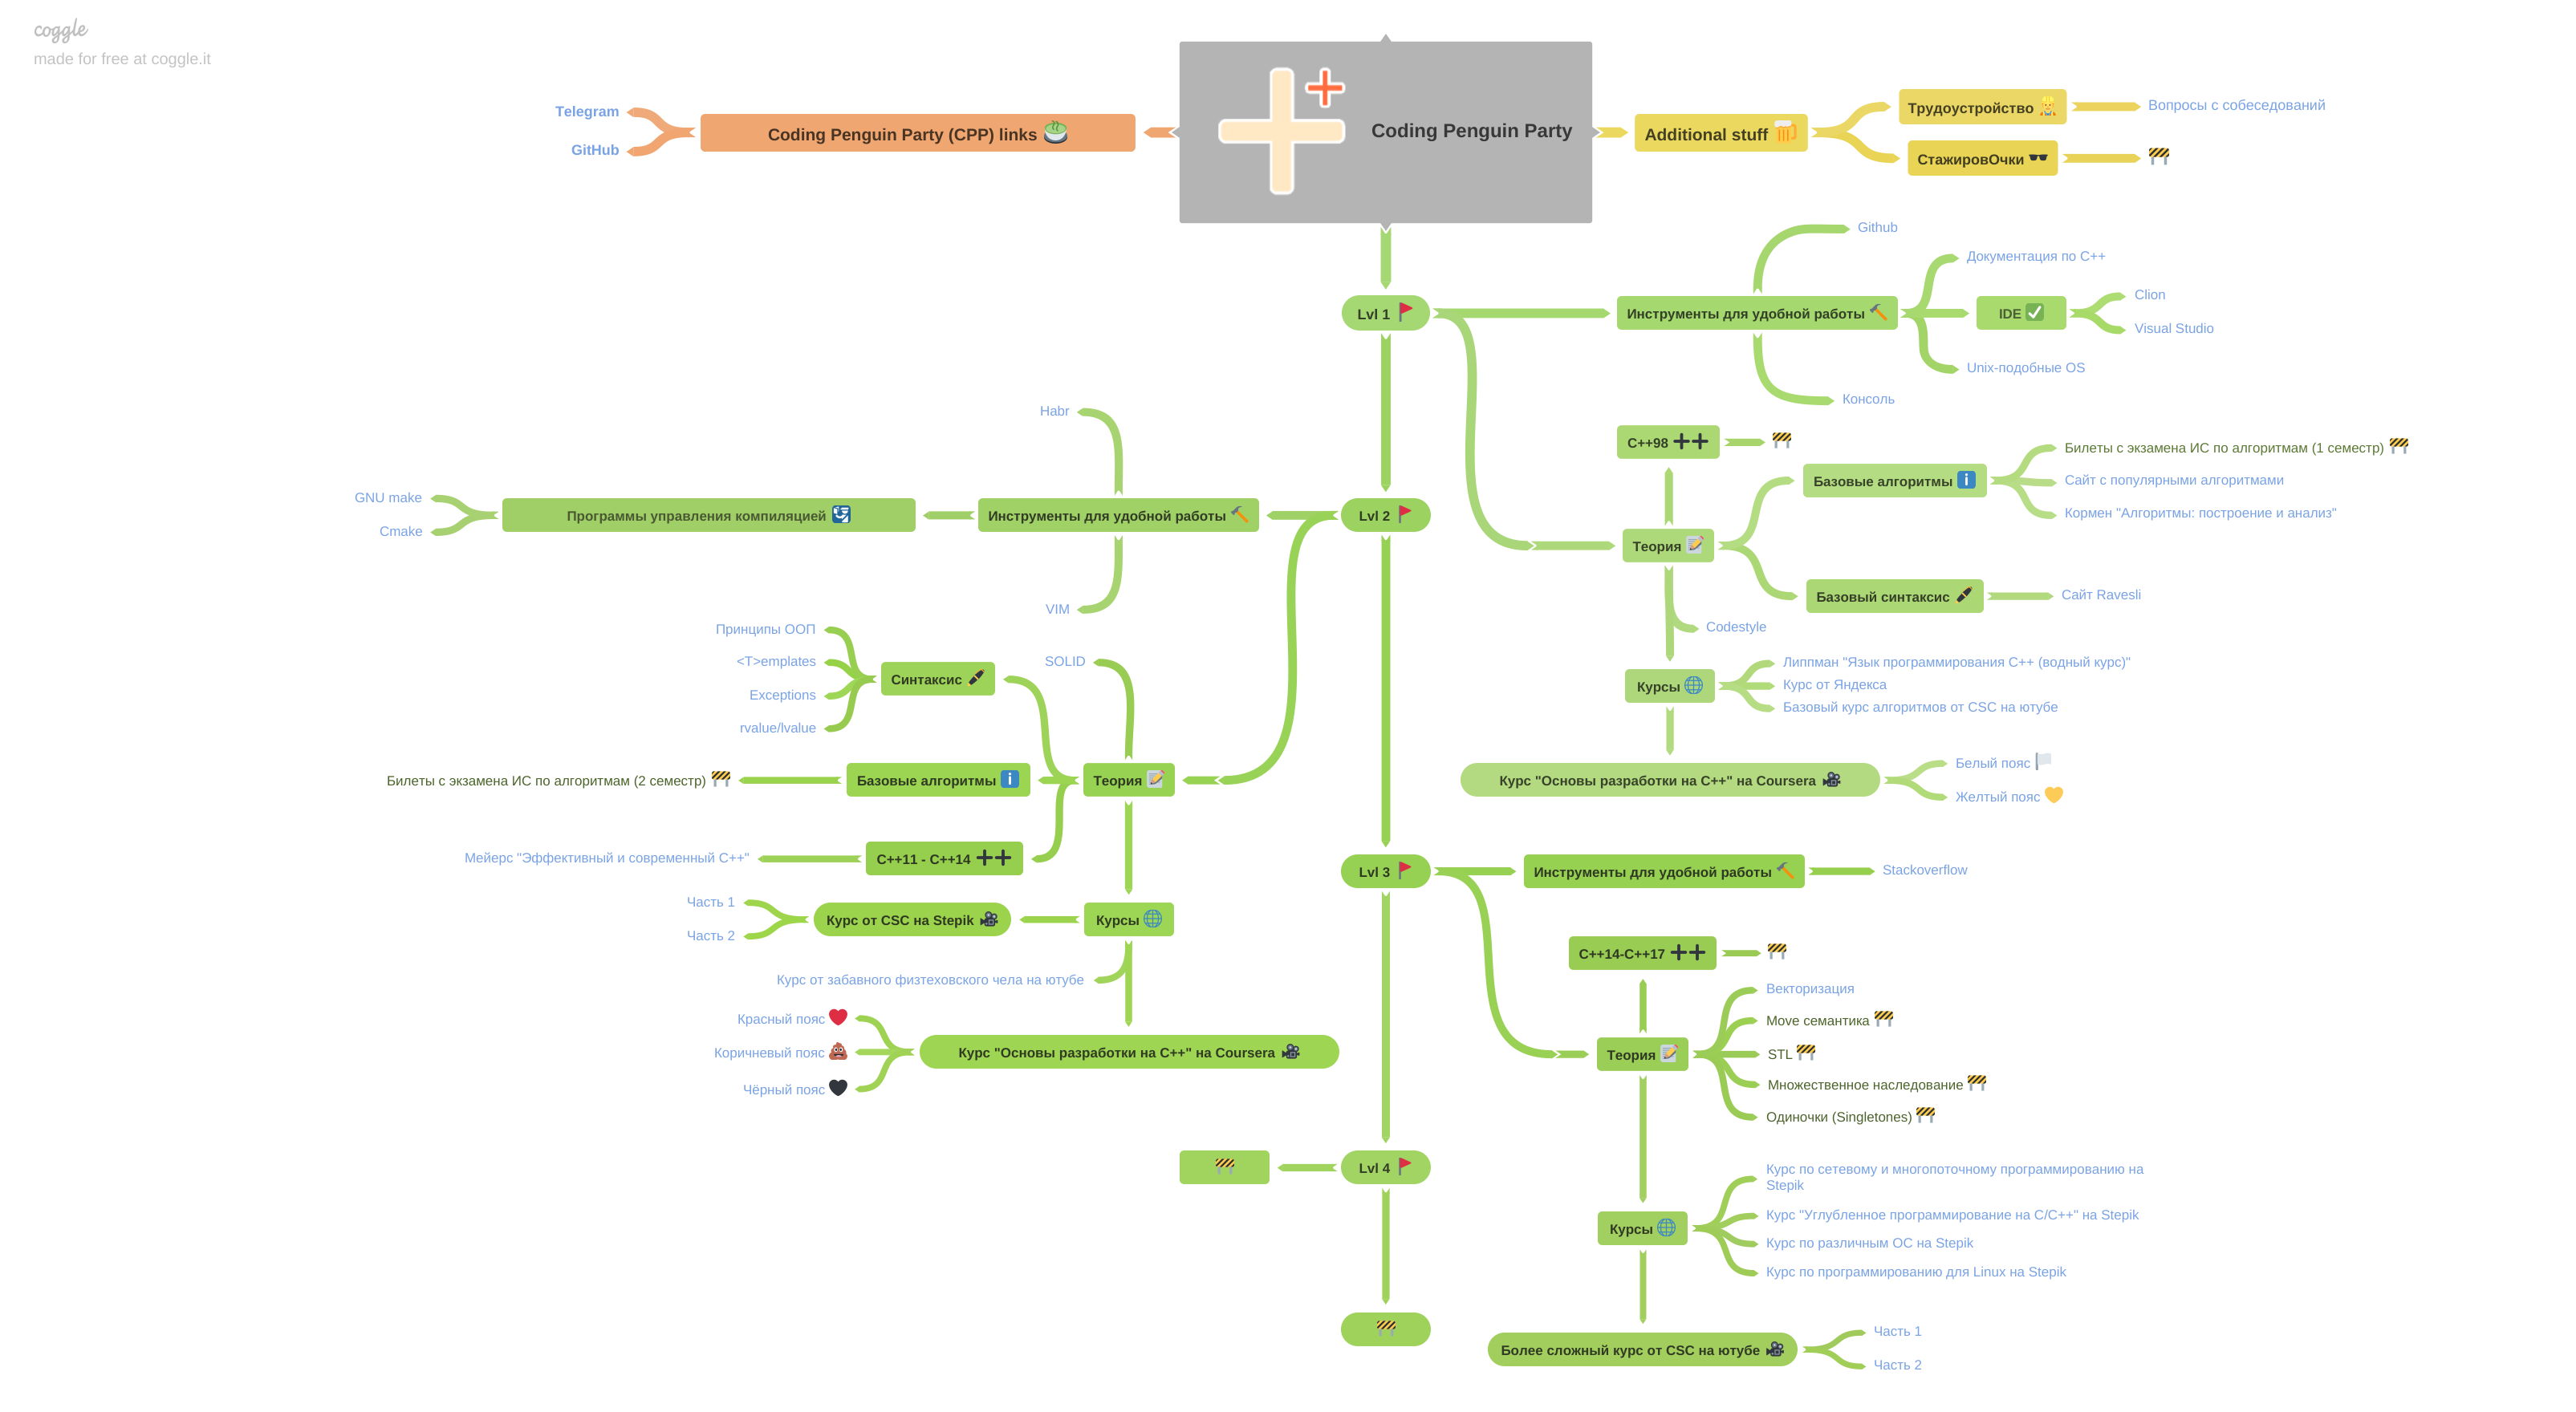 coggle
made for free at coggle.it
Coding Penguin Party
Coding Penguin Party (CPP) links
Telegram
GitHub
Additional stuff
Трудоустройство
Вопросы с собеседований
СтажировОчки
Lvl 1
Инструменты для удобной работы
Github
Документация по C++
IDE
Clion
Visual Studio
Unix-подобные OS
Консоль
C++98
Теория
Базовые алгоритмы
Билеты с экзамена ИС по алгоритмам (1 семестр)
Сайт с популярными алгоритмами
Кормен "Алгоритмы: построение и анализ"
Базовый синтаксис
Сайт Ravesli
Codestyle
Курсы
Липпман "Язык программирования C++ (водный курс)"
Курс от Яндекса
Базовый курс алгоритмов от CSC на ютубе
Курс "Основы разработки на C++" на Coursera
Белый пояс
Желтый пояс
Lvl 2
Инструменты для удобной работы
Habr
Программы управления компиляцией
GNU make
Cmake
VIM
Теория
SOLID
Синтаксис
Принципы ООП
<T>emplates
Exceptions
rvalue/lvalue
Базовые алгоритмы
Билеты с экзамена ИС по алгоритмам (2 семестр)
C++11 - C++14
Мейерс "Эффективный и современный C++"
Курсы
Курс от CSC на Stepik
Часть 1
Часть 2
Курс от забавного физтеховского чела на ютубе
Курс "Основы разработки на C++" на Coursera
Красный пояс
Коричневый пояс
Чёрный пояс
Lvl 3
Инструменты для удобной работы
Stackoverflow
C++14-C++17
Теория
Векторизация
Move семантика
STL
Множественное наследование
Одиночки (Singletones)
Курсы
Курс по сетевому и многопоточному программированию на
Stepik
Курс "Углубленное программирование на C/C++" на Stepik
Курс по различным ОС на Stepik
Курс по программированию для Linux на Stepik
Более сложный курс от CSC на ютубе
Часть 1
Часть 2
Lvl 4